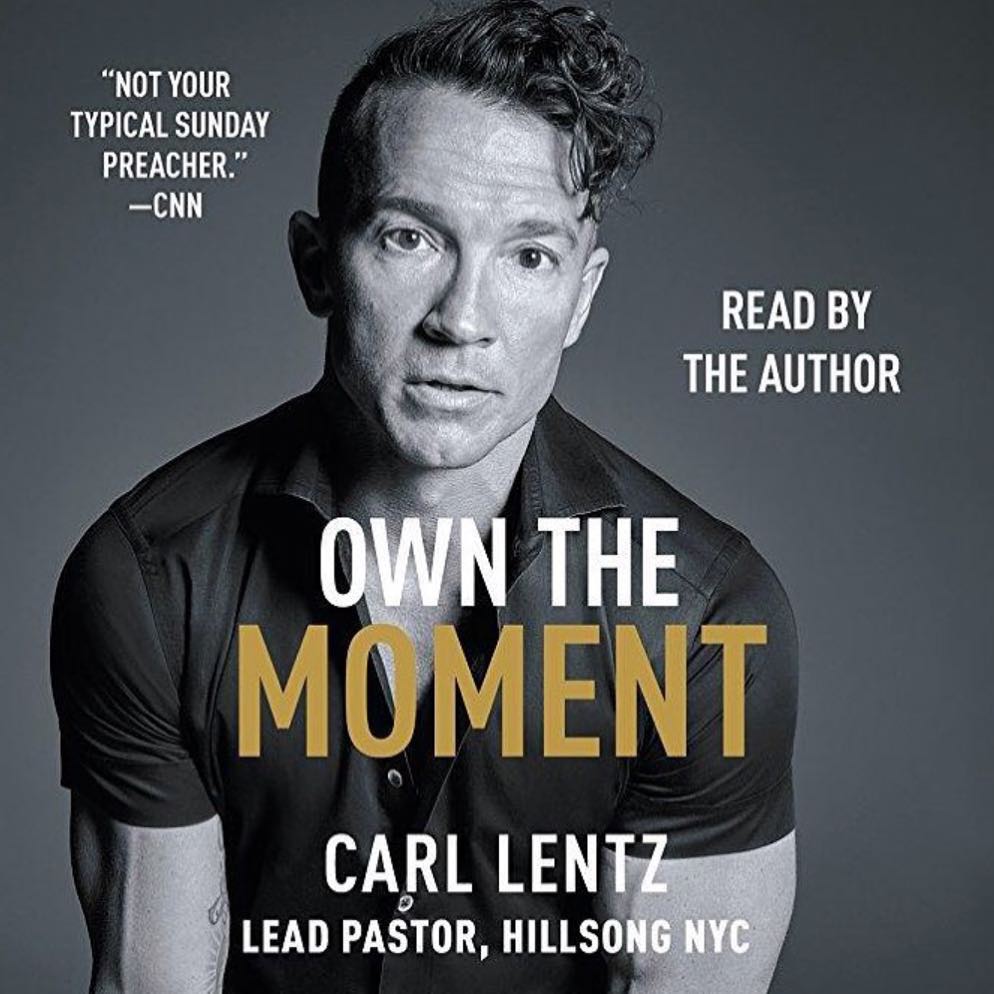 “NOT YOUR
TYPICAL SUNDAY
PREACHER.”
—CNN
READ BY
THE AUTHOR
OWN THE
MOMENT
CARL LENTZ
LEAD PASTOR, HILLSONG NYC